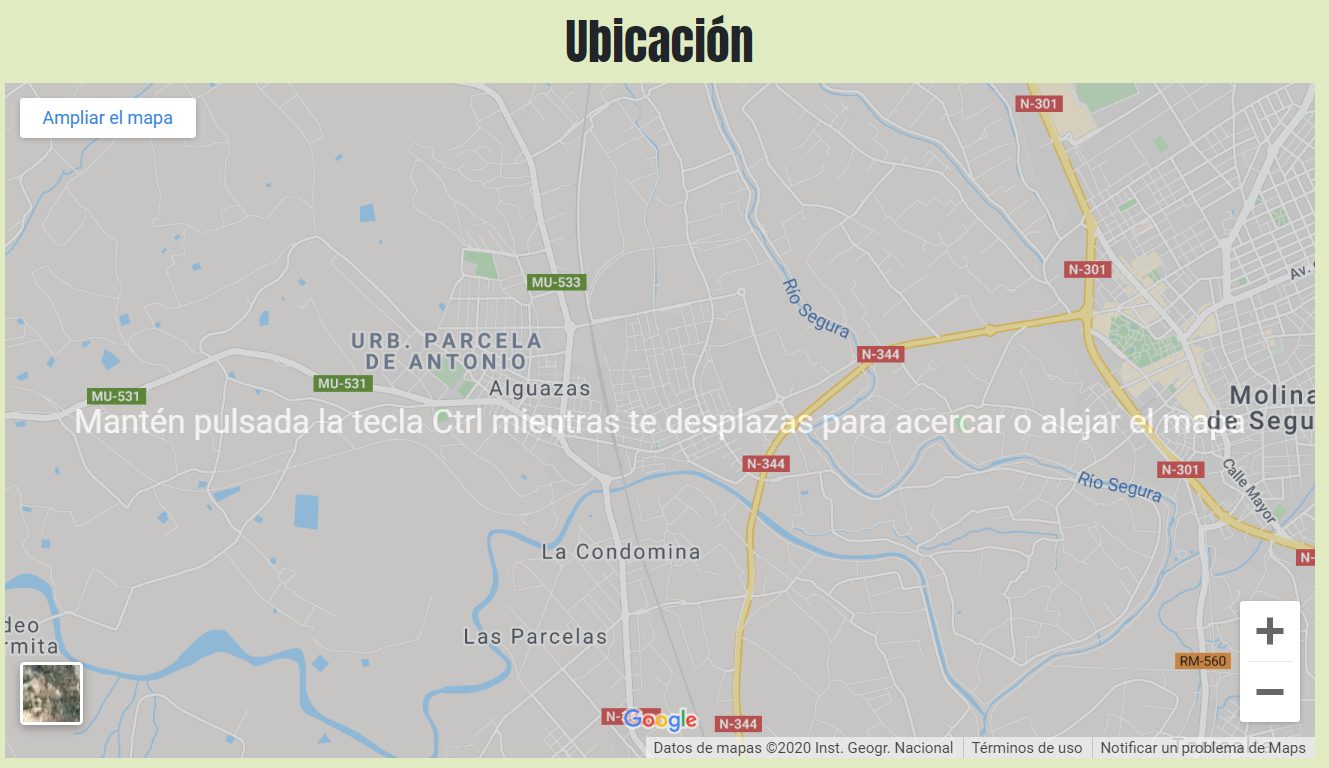 Ubicación
Ampliar el mapa
N-301
MU-533
N-301
Av.
Río Segura
URB. PARCELA
DE ANTONIO
N-344
MU-531
Alguazas
MU-531
Molina
de Segu
Mantén pulsada la tecla Ctrl mientras te desplazas para acercar o alejar el mapa
N-344
N-301
Río Segura
Calle Mayor
La Condomina
N-
deo
rmita
Las Parcelas
RM-560
N-
Google
N-344
Datos de mapas ©2020 Inst. Geogr. Nacional
Términos de uso
Notificar un problema de Maps